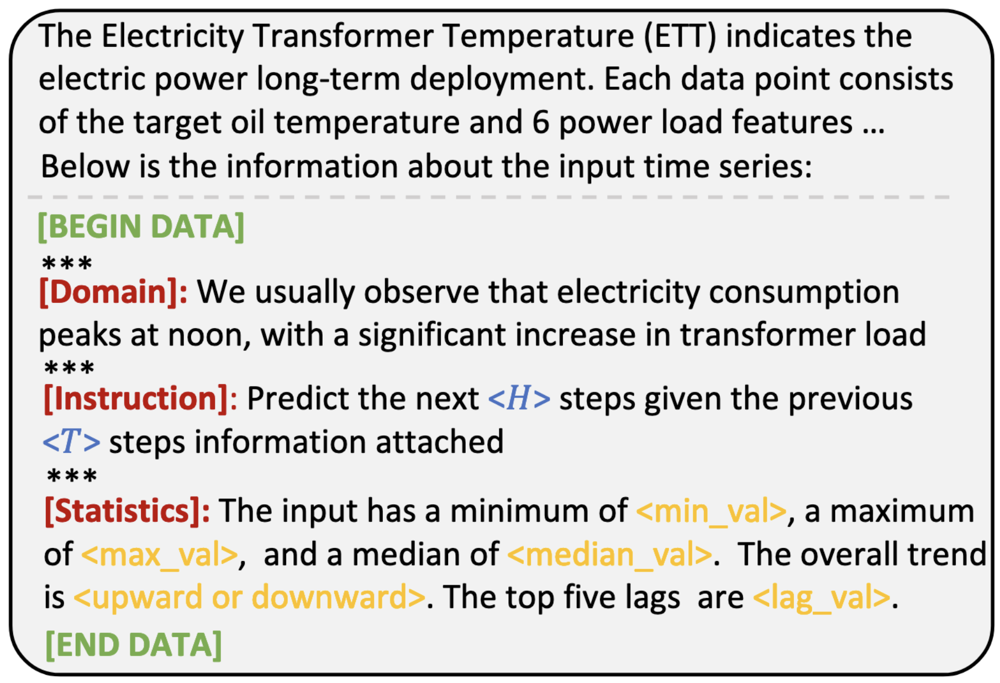 The Electricity Transformer Temperature (ETT) indicates the
electric power long-term deployment. Each data point consists
of the target oil temperature and 6 power load features ...
Below is the information about the input time series:
[BEGIN DATA]
***
[Domain]: We usually observe that electricity consumption
peaks at noon, with a significant increase in transformer load
***
[Instruction]: Predict the next <H> steps given the previous
<T> steps information attached
***
[Statistics]: The input has a minimum of <min_val>, a maximum
of <max_val>,  and a median of <median_val>.  The overall trend
is <upward or downward>. The top five lags  are <lag_val>.
[END DATA]